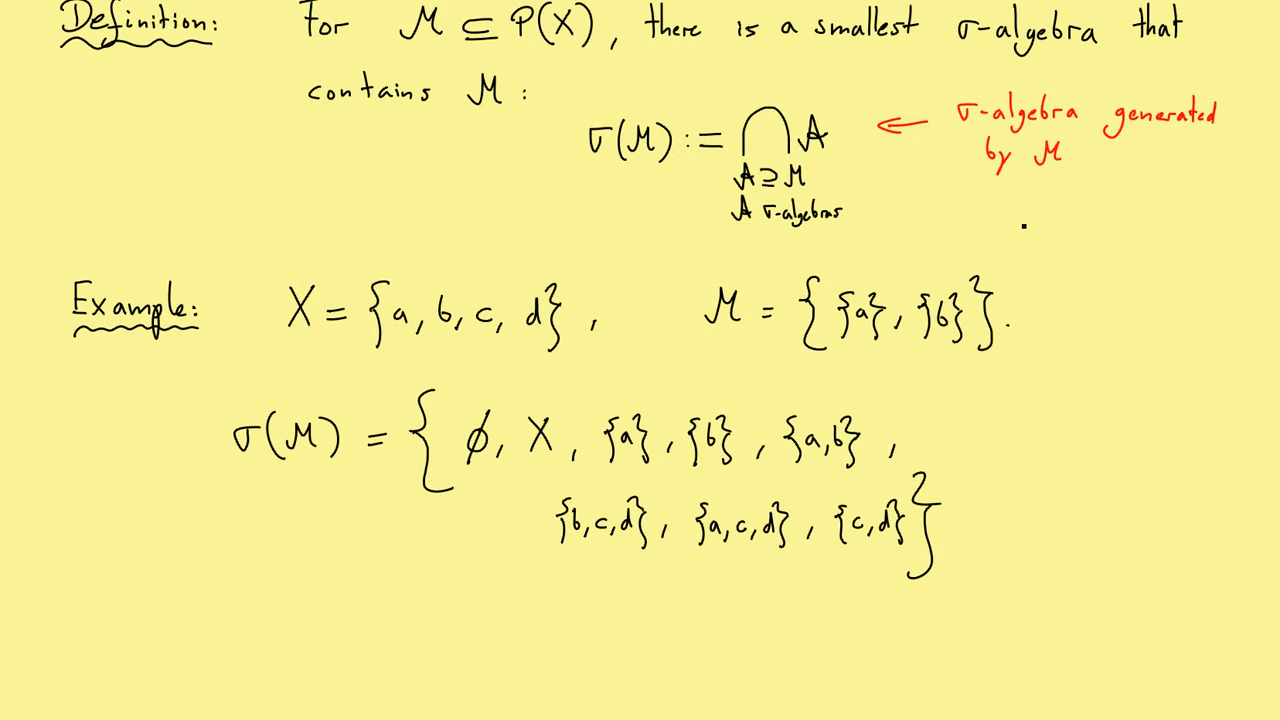 Definition: For 𝓜 ⊆ P(X), there is a smallest σ-algebra that
contains 𝓜 :
σ(𝓜) := ⋂ 𝓐 ← σ-algebra generated
by 𝓜
𝓐 ⊇ 𝓜
𝓐 σ-algebras
Example: X = {a, b, c, d} , 𝓜 = { {a} , {b} } .
σ(𝓜) = { ϕ, X , {a} , {b} , {a,b} ,
{b, c, d} , {a, c, d} , {c, d} }